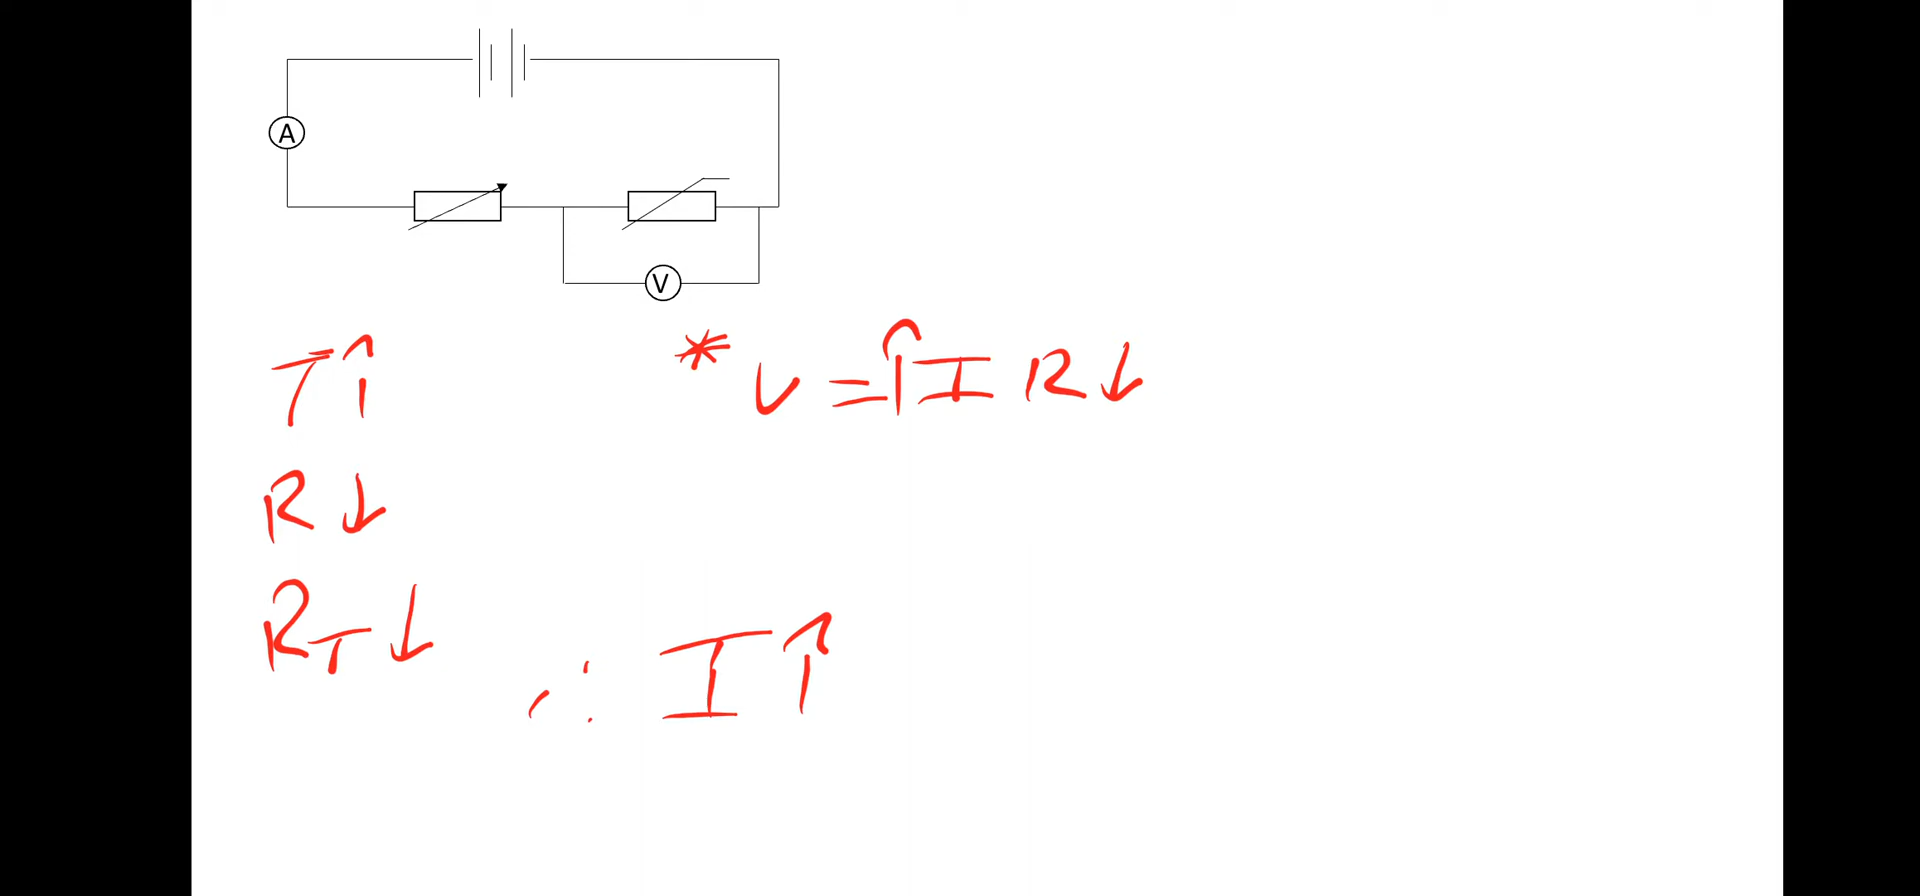 A
V
T↑
* V = ↑I R↓
R↓
R_T↓
∴ I↑